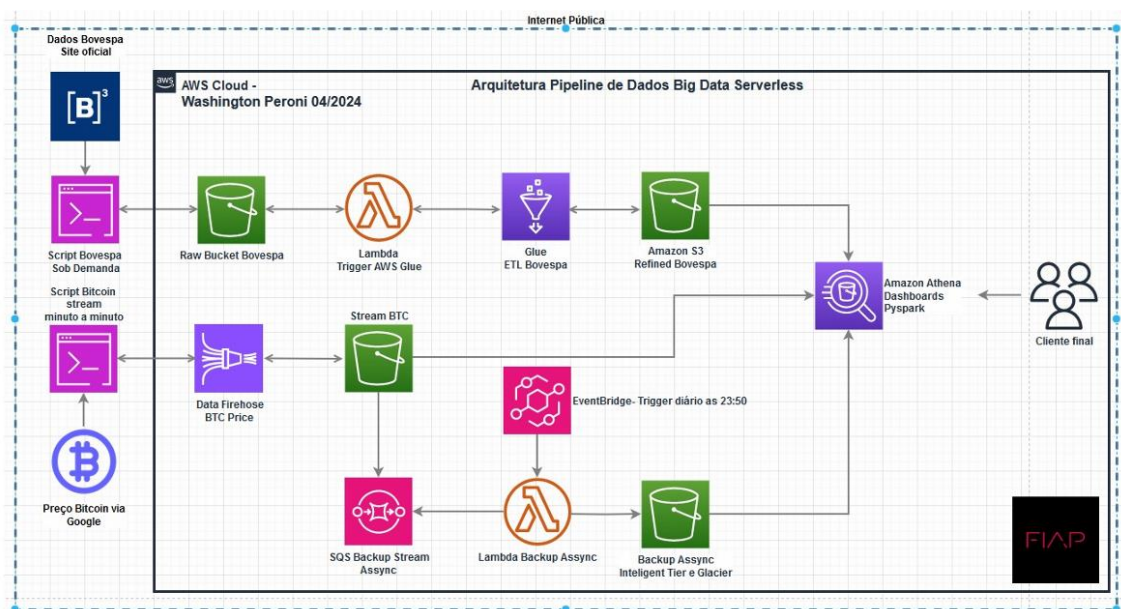 Internet Pública
Dados Bovespa
Site oficial
[B]³
aws
AWS Cloud -
Washington Peroni 04/2024
Arquitetura Pipeline de Dados Big Data Serverless
Script Bovespa
Sob Demanda
Raw Bucket Bovespa
Lambda
Trigger AWS Glue
Glue
ETL Bovespa
Amazon S3
Refined Bovespa
Amazon Athena
Dashboards
Pyspark
Cliente final
Script Bitcoin
stream
minuto a minuto
Data Firehose
BTC Price
Stream BTC
EventBridge- Trigger diário as 23:50
Preço Bitcoin via
Google
SQS Backup Stream
Assync
Lambda Backup Assync
Backup Assync
Inteligent Tier e Glacier
FIAP